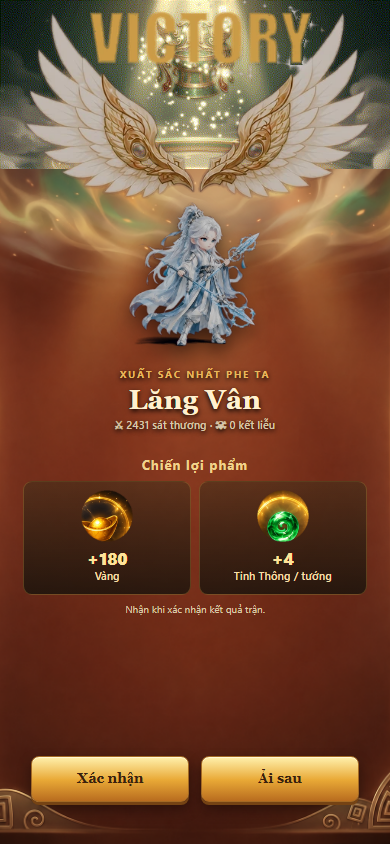 VICTORY
XUẤT SẮC NHẤT PHE TA
Lăng Vân
2431 sát thương · 0 kết liễu
Chiến lợi phẩm
+180
Vàng
+4
Tinh Thông / tướng
Nhận khi xác nhận kết quả trận.
Xác nhận
Ải sau